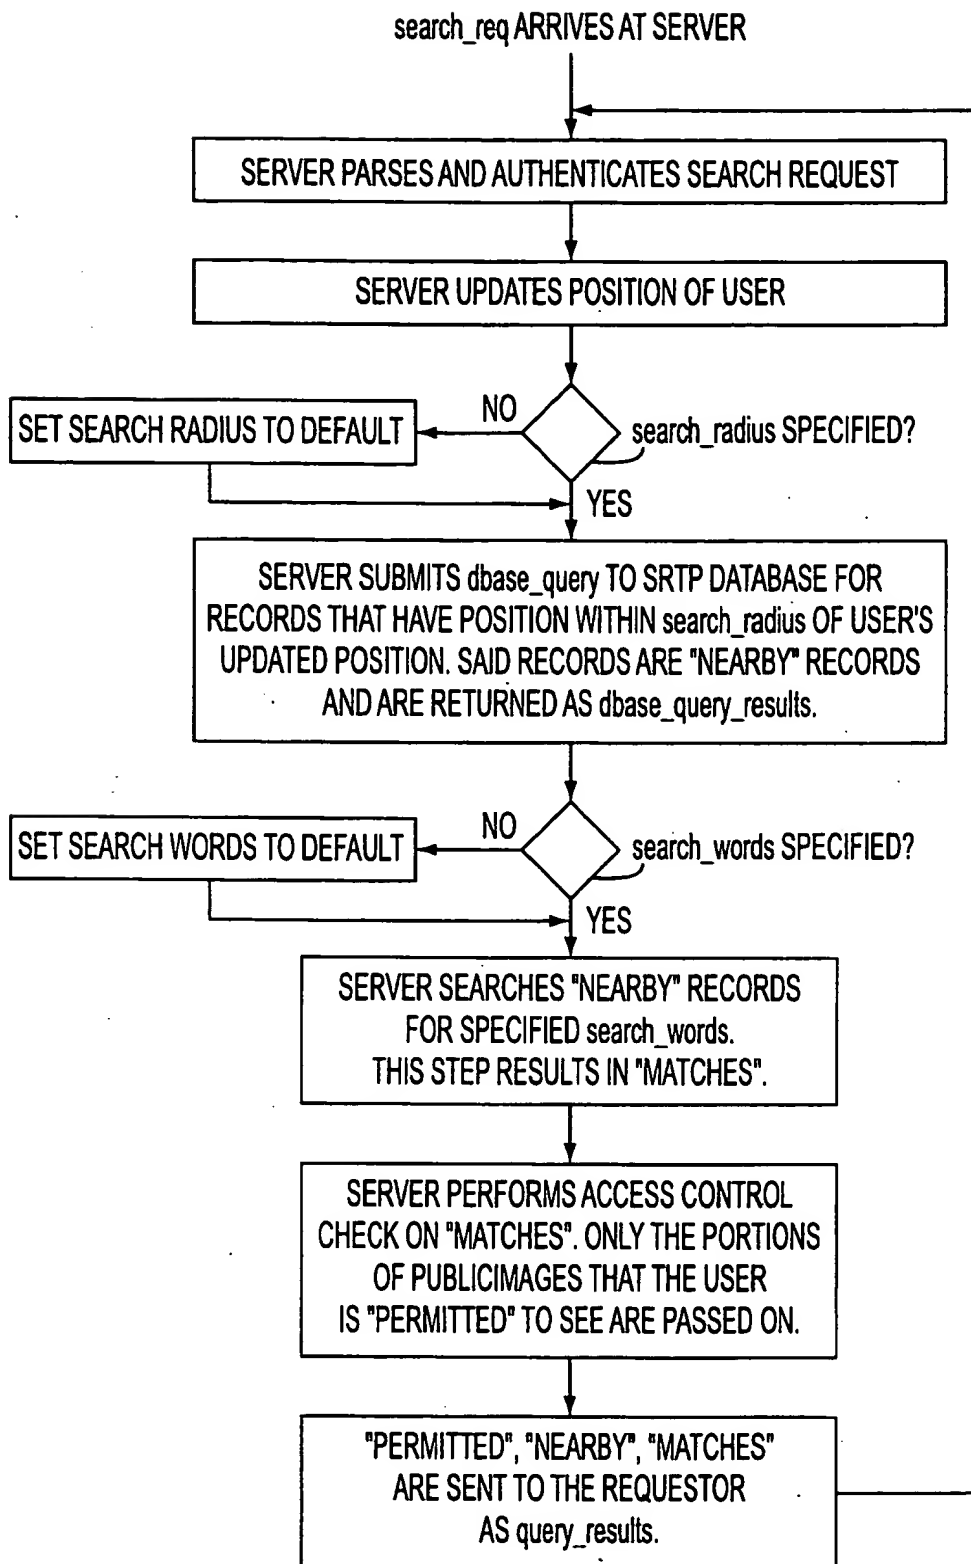 search_req ARRIVES AT SERVER
SERVER PARSES AND AUTHENTICATES SEARCH REQUEST
SERVER UPDATES POSITION OF USER
NO
SET SEARCH RADIUS TO DEFAULT
search_radius SPECIFIED?
YES
SERVER SUBMITS dbase_query TO SRTP DATABASE FOR
RECORDS THAT HAVE POSITION WITHIN search_radius OF USER'S
UPDATED POSITION. SAID RECORDS ARE "NEARBY" RECORDS
AND ARE RETURNED AS dbase_query_results.
NO
SET SEARCH WORDS TO DEFAULT
search_words SPECIFIED?
YES
SERVER SEARCHES "NEARBY" RECORDS
FOR SPECIFIED search_words.
THIS STEP RESULTS IN "MATCHES".
SERVER PERFORMS ACCESS CONTROL
CHECK ON "MATCHES". ONLY THE PORTIONS
OF PUBLICIMAGES THAT THE USER
IS "PERMITTED" TO SEE ARE PASSED ON.
"PERMITTED", "NEARBY", "MATCHES"
ARE SENT TO THE REQUESTOR
AS query_results.